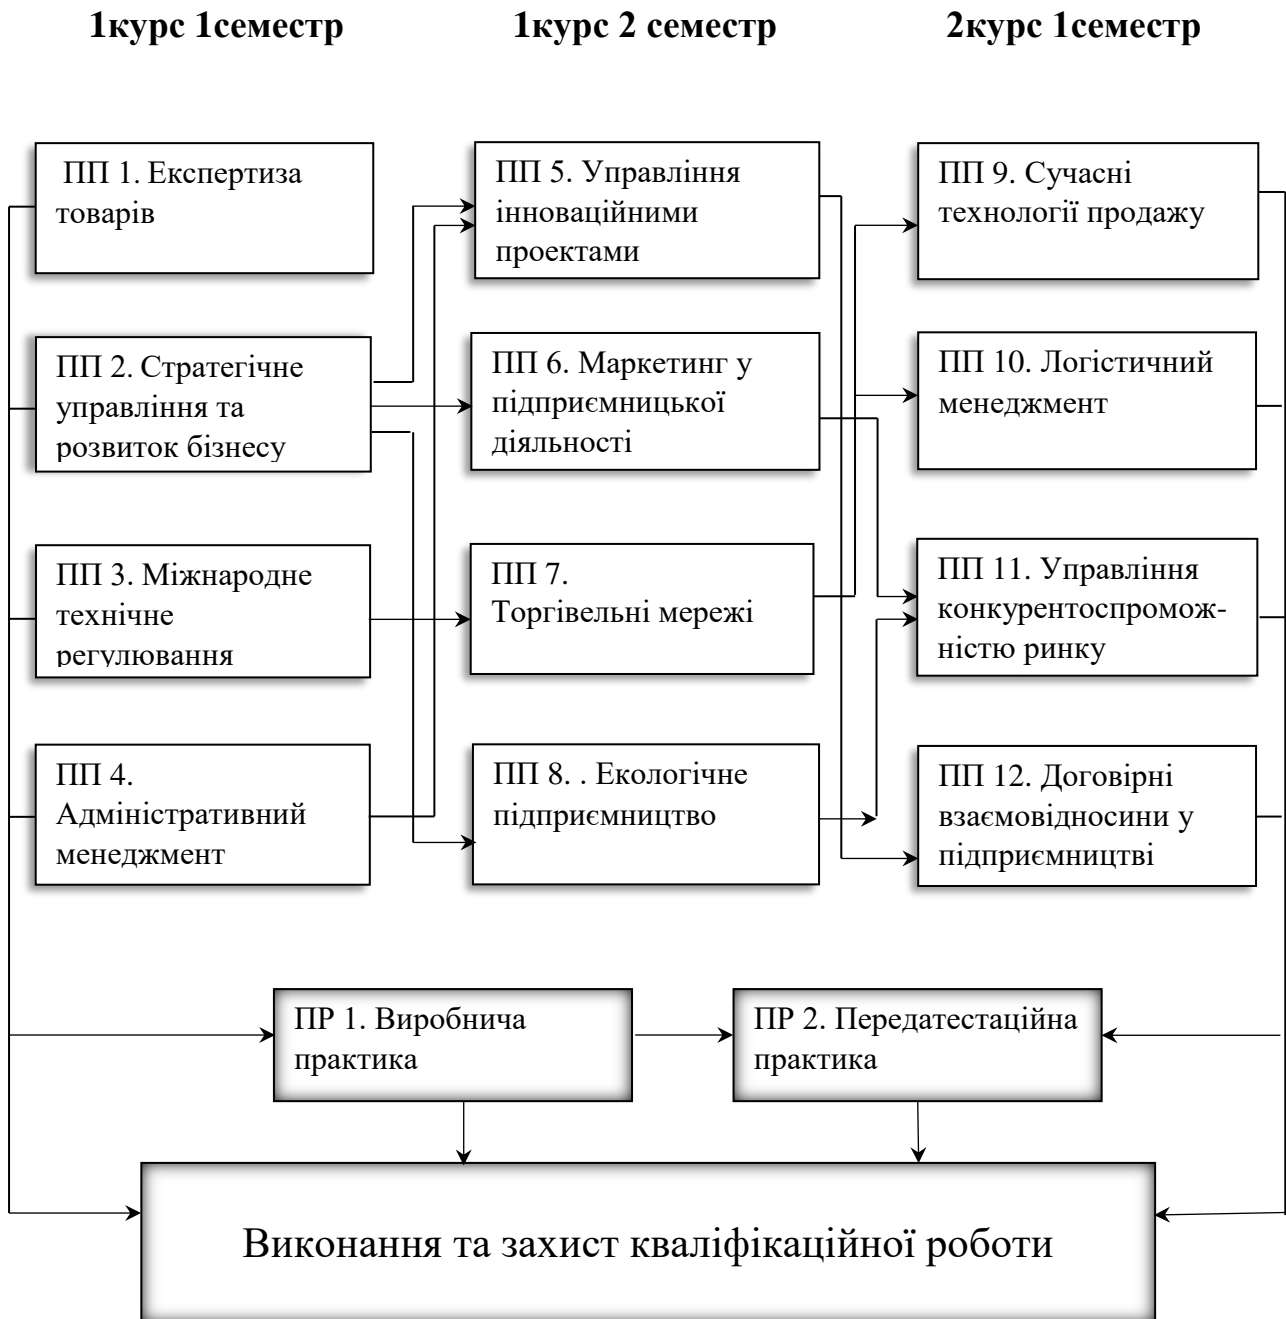 1курс 1семестр
1курс 2 семестр
2курс 1семестр
ПП 1. Експертиза
товарів
ПП 5. Управління
інноваційними
проектами
ПП 9. Сучасні
технології продажу
ПП 2. Стратегічне
управління та
розвиток бізнесу
ПП 6. Маркетинг у
підприємницької
діяльності
ПП 10. Логістичний
менеджмент
ПП 3. Міжнародне
технічне
регулювання
ПП 7.
Торгівельні мережі
ПП 11. Управління
конкурентоспромож-
ністю ринку
ПП 4.
Адміністративний
менеджмент
ПП 8. . Екологічне
підприємництво
ПП 12. Договірні
взаємовідносини у
підприємництві
ПР 1. Виробнича
практика
ПР 2. Передатестаційна
практика
Виконання та захист кваліфікаційної роботи